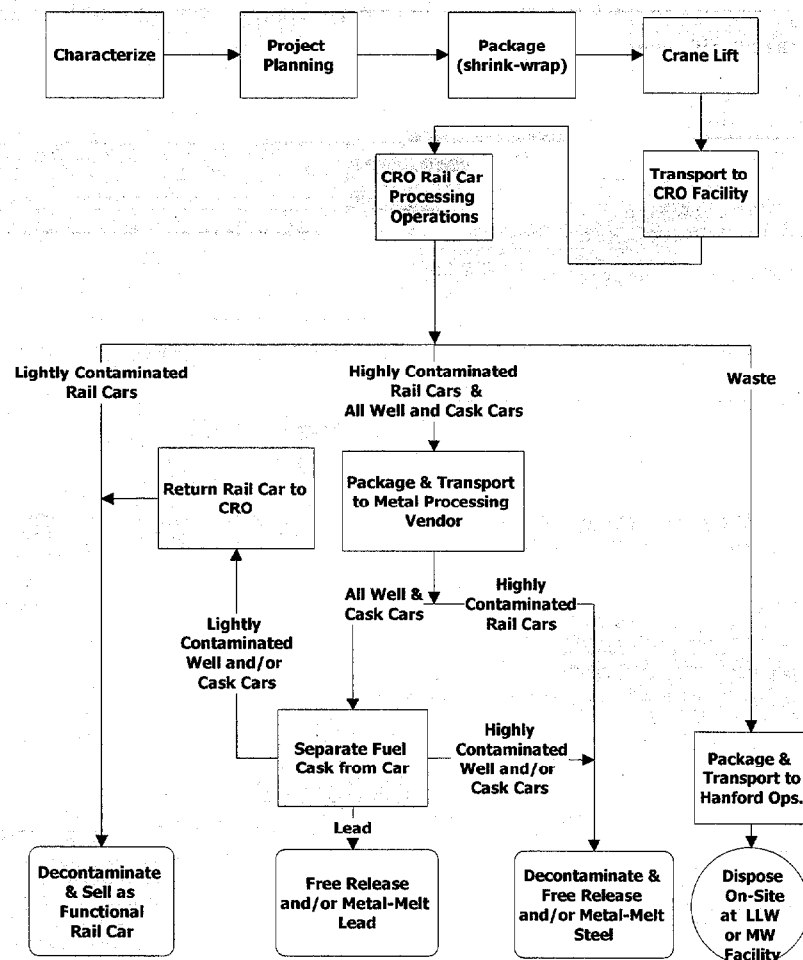 Characterize
Project
Planning
Package
(shrink-wrap)
Crane Lift
CRO Rail Car
Processing
Operations
Transport to
CRO Facility
Lightly Contaminated
Rail Cars
Highly Contaminated
Rail Cars &
All Well and Cask Cars
Waste
Return Rail Car to
CRO
Package & Transport
to Metal Processing
Vendor
All Well &
Cask Cars
Highly
Contaminated
Rail Cars
Lightly
Contaminated
Well and/or
Cask Cars
Separate Fuel
Cask from Car
Highly
Contaminated
Well and/or
Cask Cars
Package &
Transport to
Hanford Ops.
Lead
Decontaminate
& Sell as
Functional
Rail Car
Free Release
and/or Metal-Melt
Lead
Decontaminate &
Free Release
and/or Metal-Melt
Steel
Dispose
On-Site
at LLW
or MW
Facility